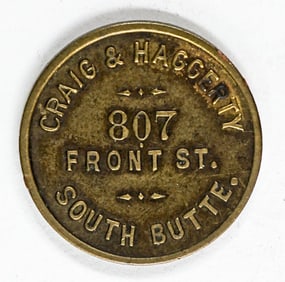 CRAIG & HAGGERTY
807
FRONT ST.
SOUTH BUTTE.